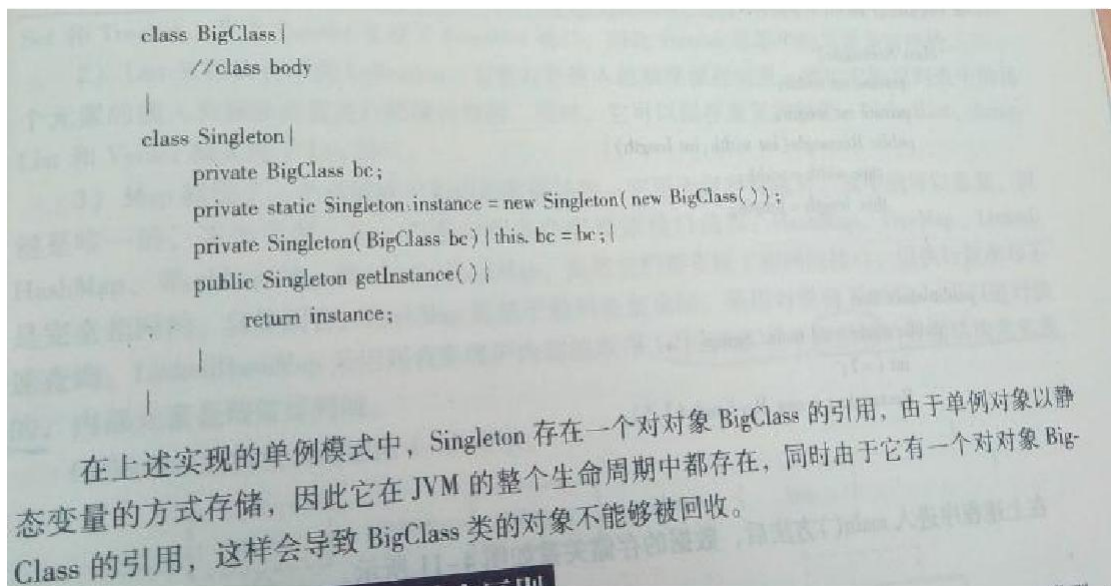 class BigClass{
//class body
}
class Singleton{
private BigClass bc;
private static Singleton instance = new Singleton( new BigClass( ) );
private Singleton( BigClass bc) { this. bc = bc; }
public Singleton getInstance( ) {
return instance;
}
}
在上述实现的单例模式中，Singleton 存在一个对对象 BigClass 的引用，由于单例对象以静
态变量的方式存储，因此它在 JVM 的整个生命周期中都存在，同时由于它有一个对对象 Big-
Class 的引用，这样会导致 BigClass 类的对象不能够被回收。